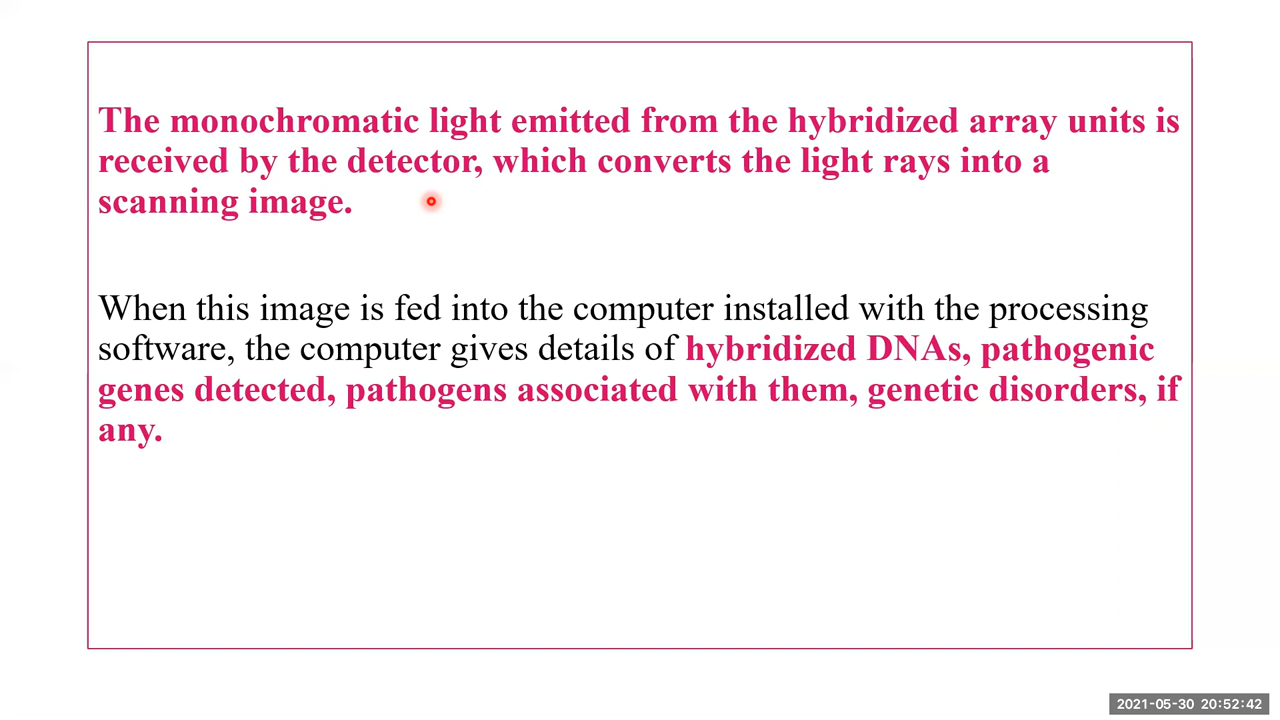 The monochromatic light emitted from the hybridized array units is
received by the detector, which converts the light rays into a
scanning image.
When this image is fed into the computer installed with the processing
software, the computer gives details of hybridized DNAs, pathogenic
genes detected, pathogens associated with them, genetic disorders, if
any.
2021-05-30 20:52:42